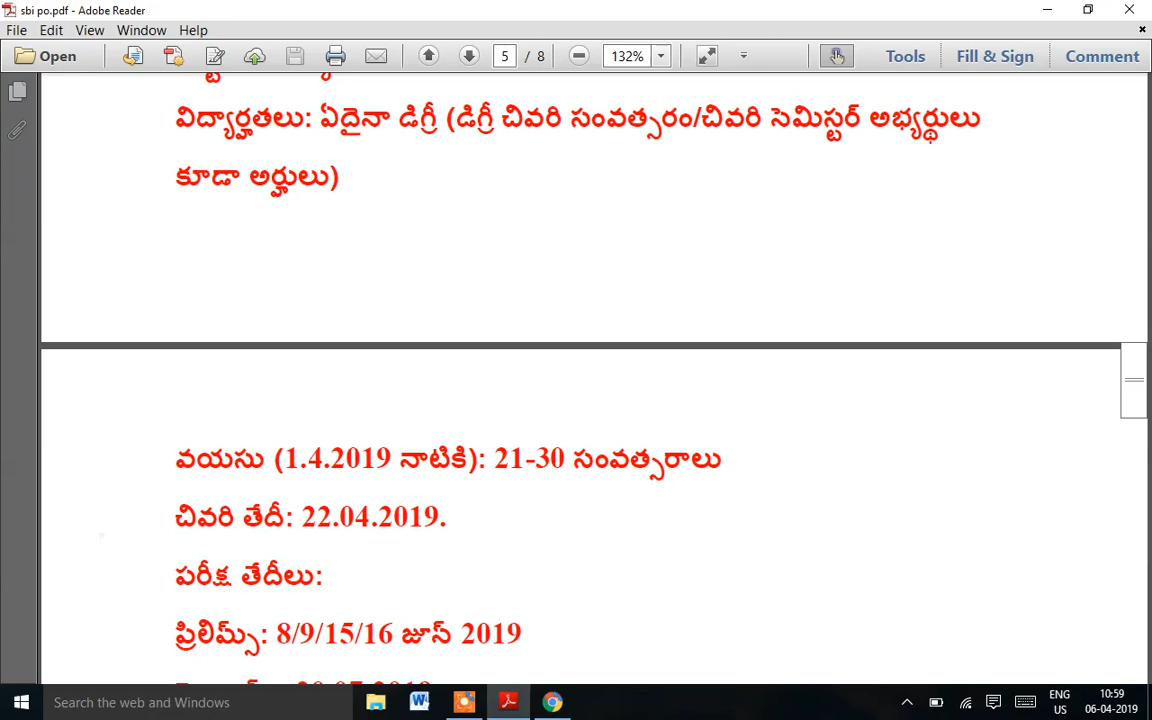 sbi po.pdf - Adobe Reader
File Edit View Window Help
Open 5 / 8 132% Tools Fill & Sign Comment
విద్యార్హతలు: ఏదైనా డిగ్రీ (డిగ్రీ చివరి సంవత్సరం/చివరి సెమిస్టర్ అభ్యర్థులు
కూడా అర్హులు)
వయసు (1.4.2019 నాటికి): 21-30 సంవత్సరాలు
చివరి తేదీ: 22.04.2019.
పరీక్ష తేదీలు:
ప్రిలిమ్స్: 8/9/15/16 జూన్ 2019
Search the web and Windows
ENG
US
10:59
06-04-2019